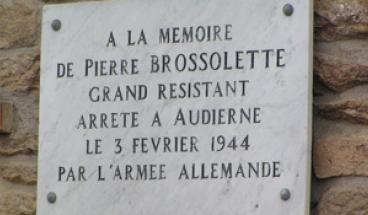 A LA MEMOIRE
DE PIERRE BROSSOLETTE
GRAND RESISTANT
ARRETE A AUDIERNE
LE 3 FEVRIER 1944
PAR L'ARMEE ALLEMANDE